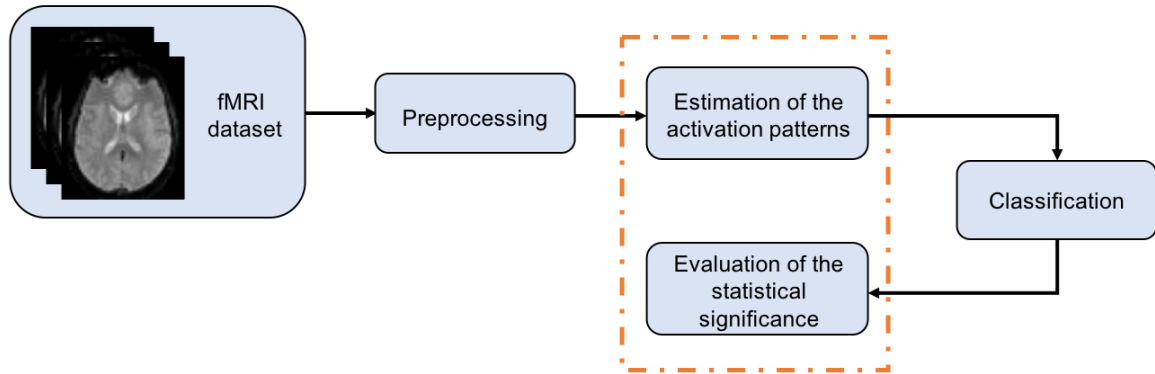 fMRI
dataset
Preprocessing
Estimation of the
activation patterns
Classification
Evaluation of the
statistical
significance